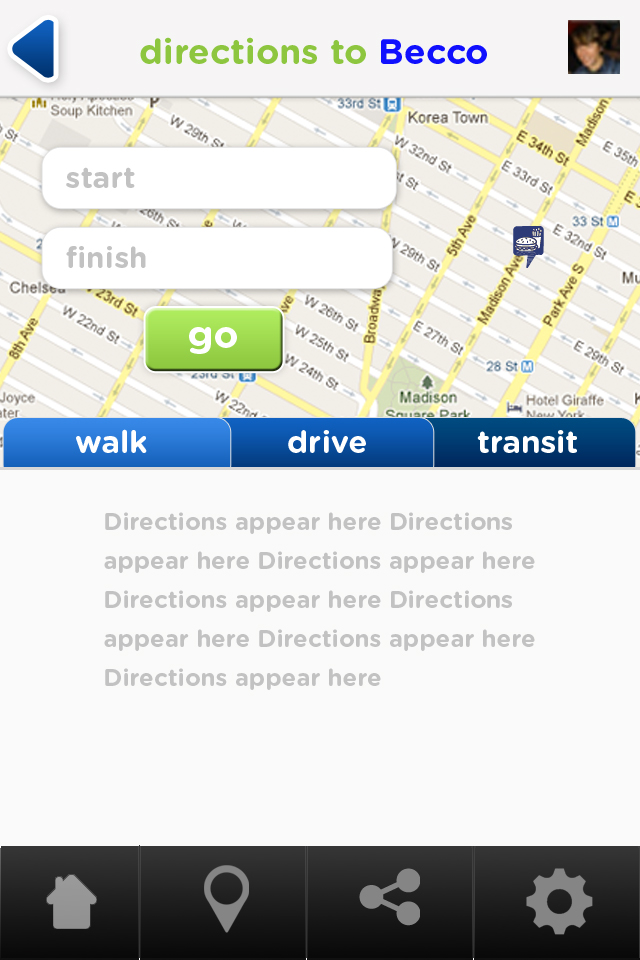 directions to Becco
Soup Kitchen
33rd St
Korea Town
Madison
W 29th St
W 32nd St
E 34th St
E 35th
E 33rd St
start
26th St
33 St M
E 32nd St
5th Ave
W 29th St
finish
Madison Ave
Park Ave S
Chelsea
23rd St
W 26th St
Broadway
8th Ave
W 22nd St
go
W 25th St
E 27th St
E 29th St
W 24th St
28 St M
23rd St
Joyce
W 22nd
Madison
Square Park
Hotel Giraffe
New York
walk drive transit
Directions appear here Directions
appear here Directions appear here
Directions appear here Directions
appear here Directions appear here
Directions appear here